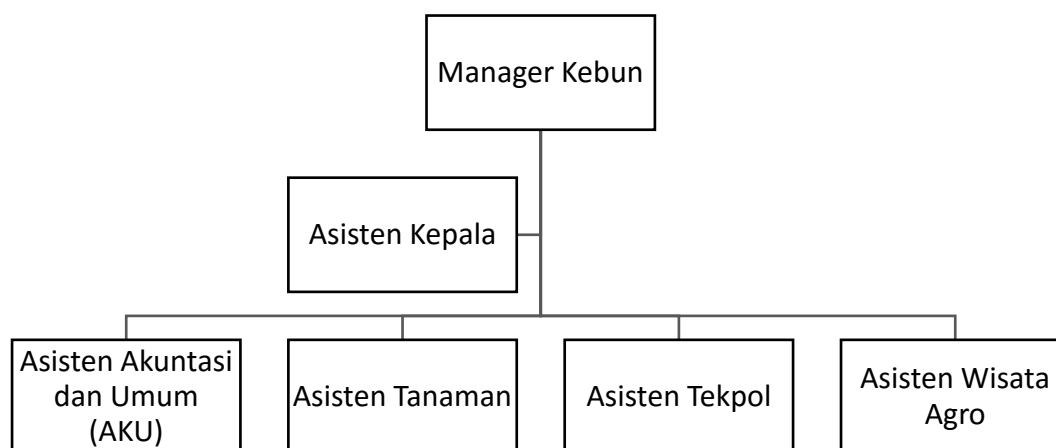 Manager Kebun
Asisten Kepala
Asisten Akuntasi
dan Umum
(AKU)
Asisten Tanaman
Asisten Tekpol
Asisten Wisata
Agro